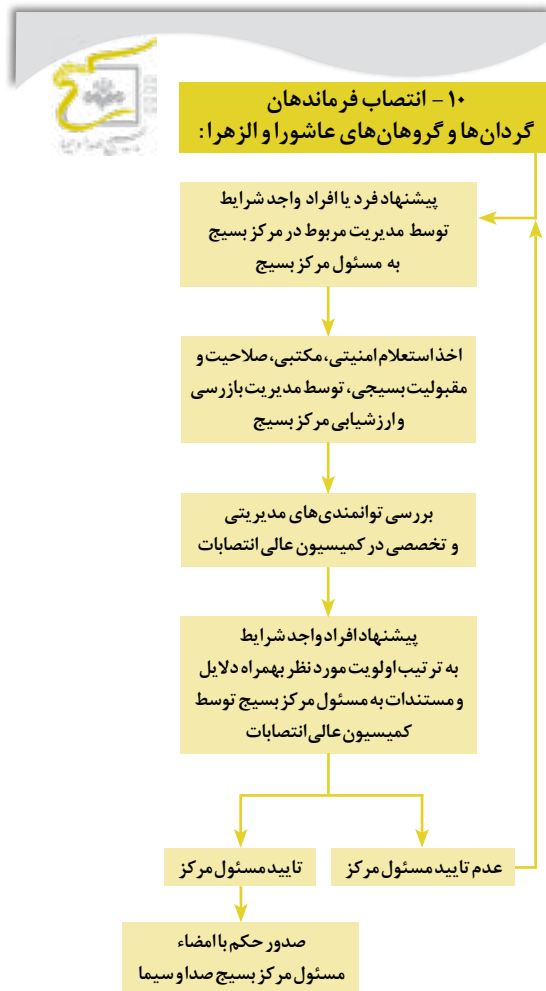 ۱۰ - انتصاب فرماندهان
گردان‌ها و گروهان‌های عاشورا و الزهرا :
پیشنهاد فرد یا افراد واجد شرایط
توسط مدیریت مربوط در مرکز بسیج
به مسئول مرکز بسیج
اخذ استعلام امنیتی، مکتبی، صلاحیت و
مقبولیت بسیجی، توسط مدیریت بازرسی
و ارزشیابی مرکز بسیج
بررسی توانمندی‌های مدیریتی
و تخصصی در کمیسیون عالی انتصابات
پیشنهاد افراد واجد شرایط
به ترتیب اولویت مورد نظر بهمراه دلایل
و مستندات به مسئول مرکز بسیج توسط
کمیسیون عالی انتصابات
عدم تایید مسئول مرکز
تایید مسئول مرکز
صدور حکم با امضاء
مسئول مرکز بسیج صدا و سیما